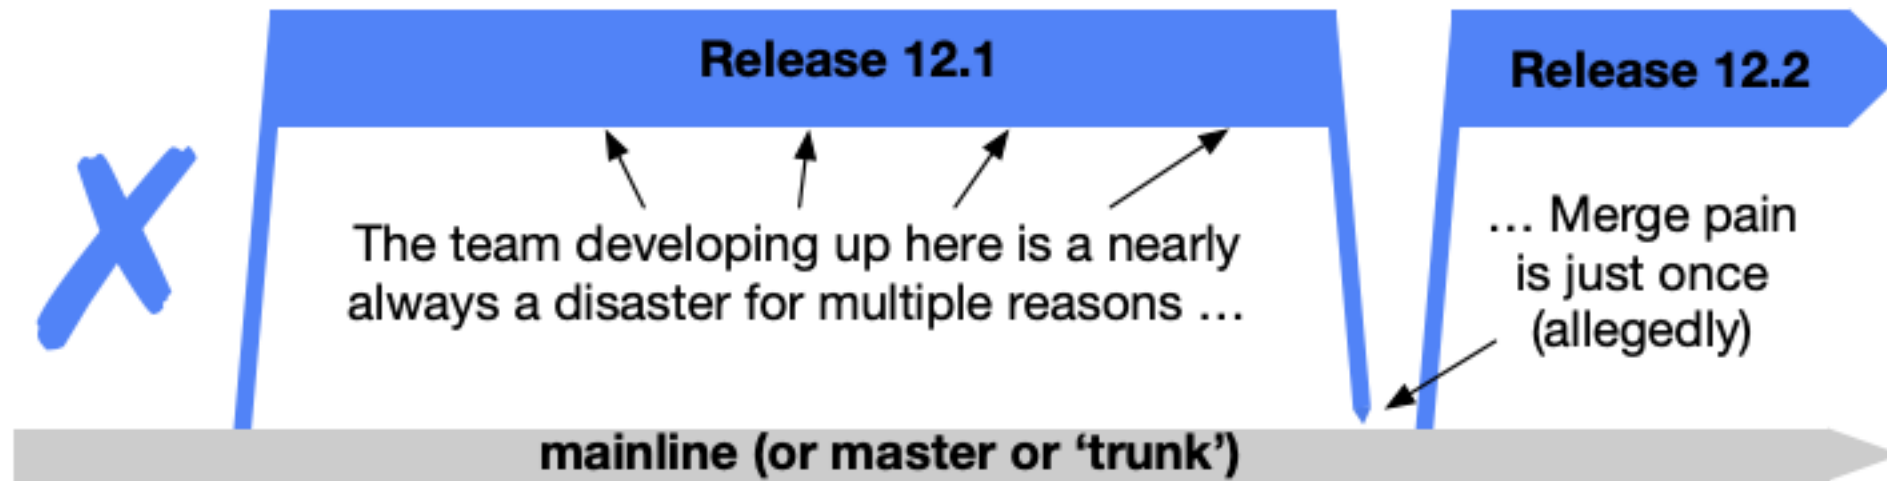 Release 12.1
Release 12.2
The team developing up here is a nearly
always a disaster for multiple reasons …
… Merge pain
is just once
(allegedly)
mainline (or master or ‘trunk’)